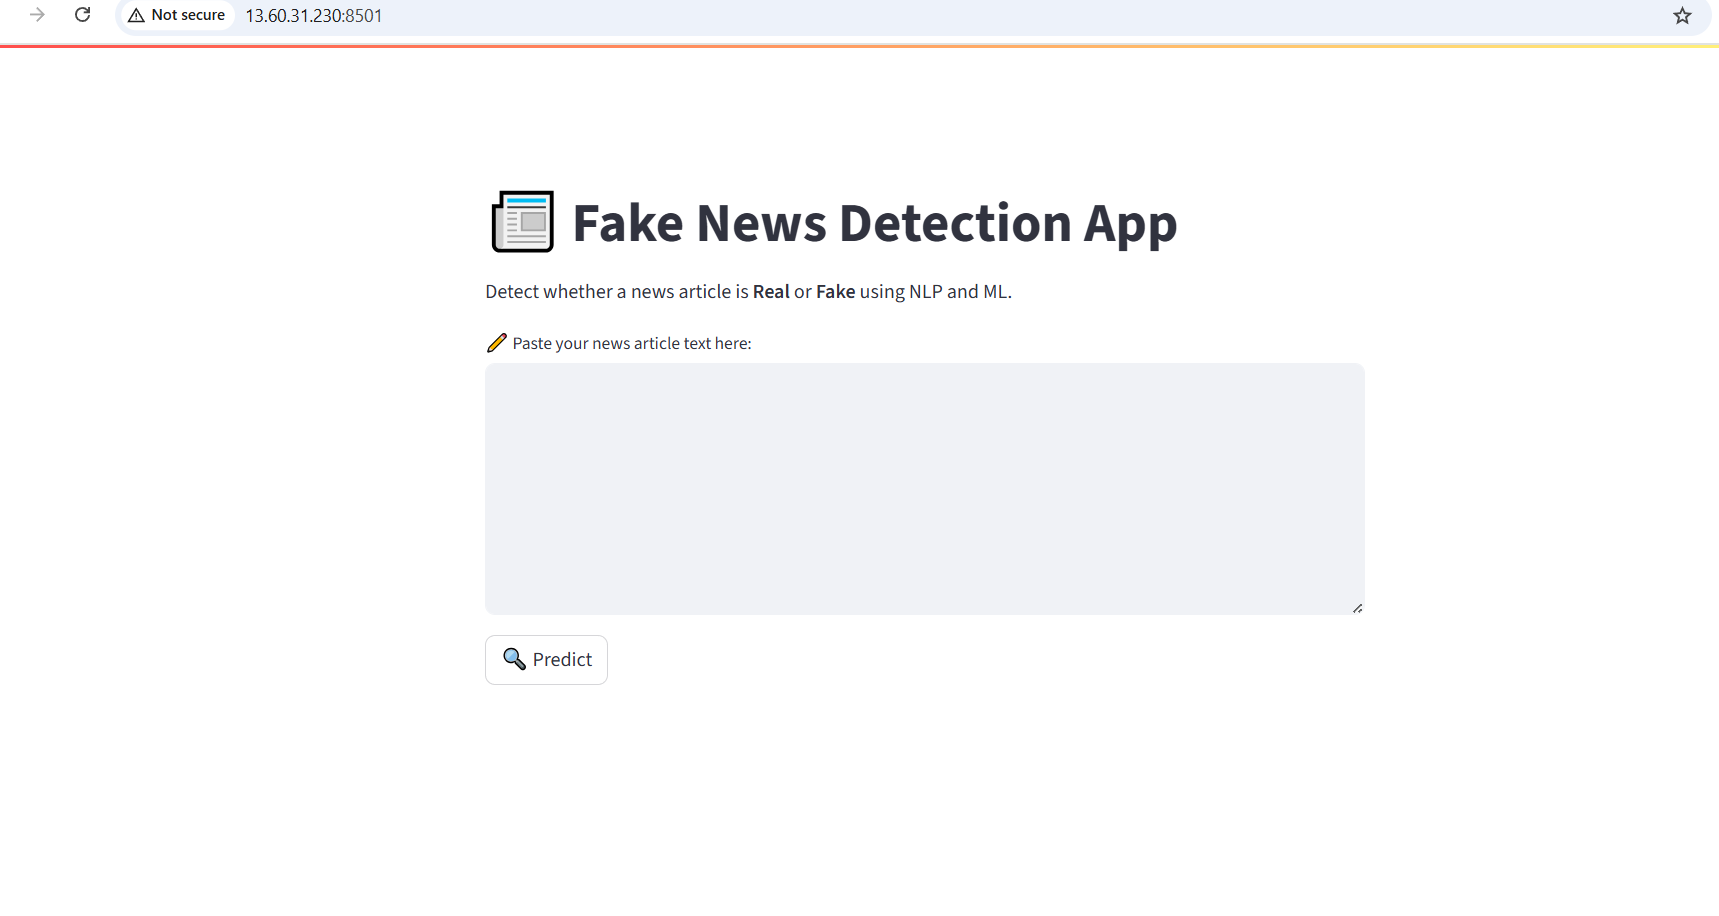 Not secure 13.60.31.230:8501
Fake News Detection App
Detect whether a news article is Real or Fake using NLP and ML.
Paste your news article text here:
Predict